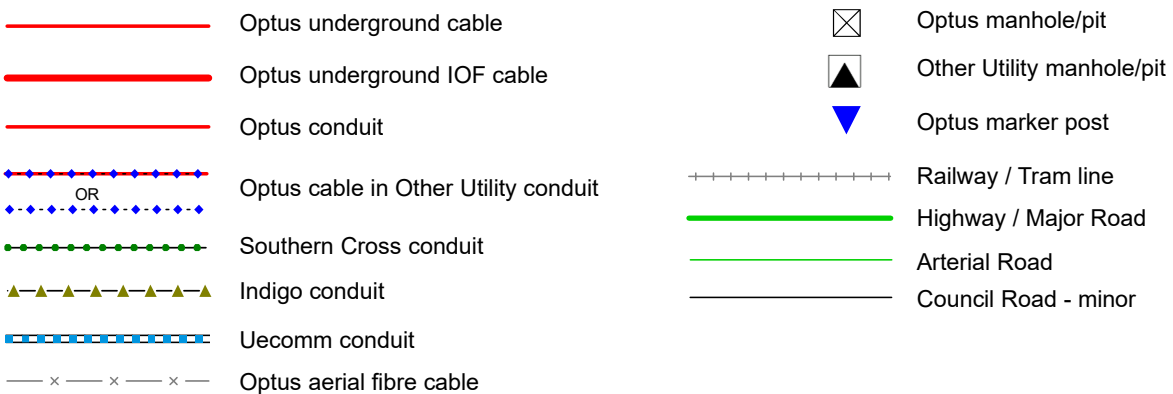 Optus underground cable
Optus underground IOF cable
Optus conduit
OR
Optus cable in Other Utility conduit
Southern Cross conduit
Indigo conduit
Uecomm conduit
Optus aerial fibre cable
Optus manhole/pit
Other Utility manhole/pit
Optus marker post
Railway / Tram line
Highway / Major Road
Arterial Road
Council Road - minor